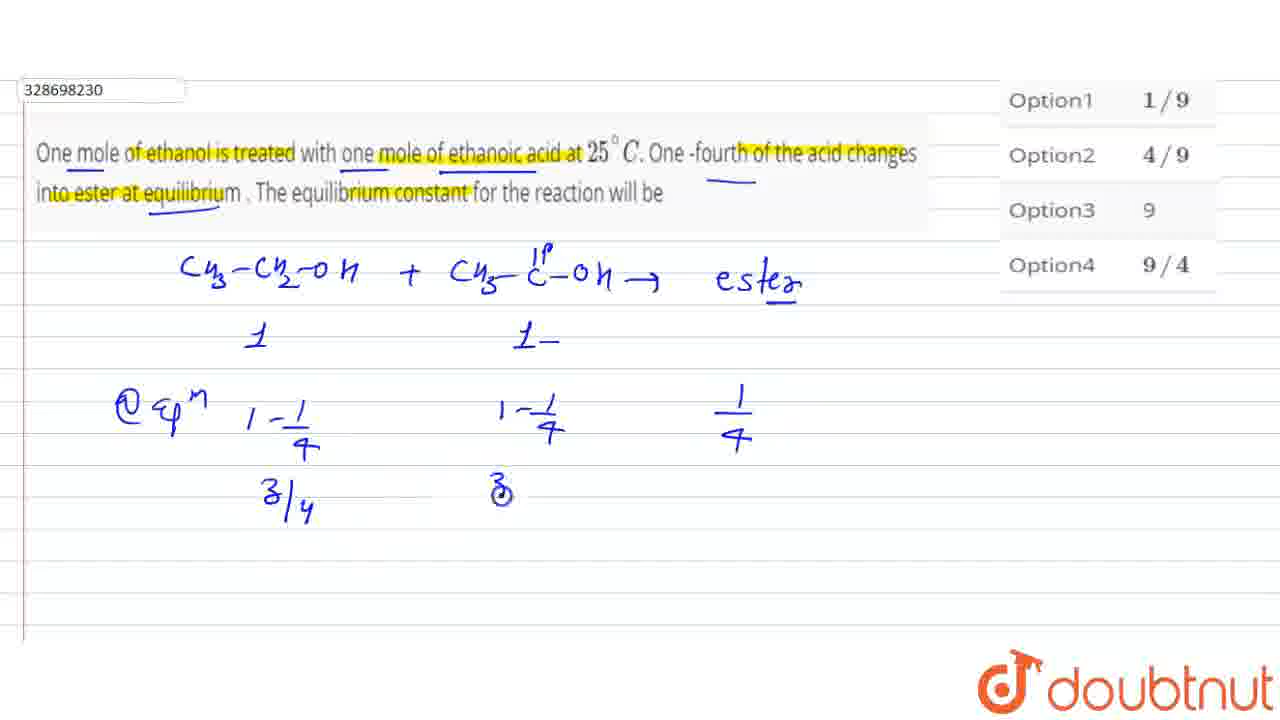 328698230
One mole of ethanol is treated with one mole of ethanoic acid at 25°C. One -fourth of the acid changes
into ester at equilibrium . The equilibrium constant for the reaction will be
Option1 1 / 9
Option2 4 / 9
Option3 9
Option4 9 / 4
CH3-CH2-OH + CH3-C-OH → ester
1 1-
@ eqm 1-1/4 1-1/4 1/4
3/4 3
doubtnut